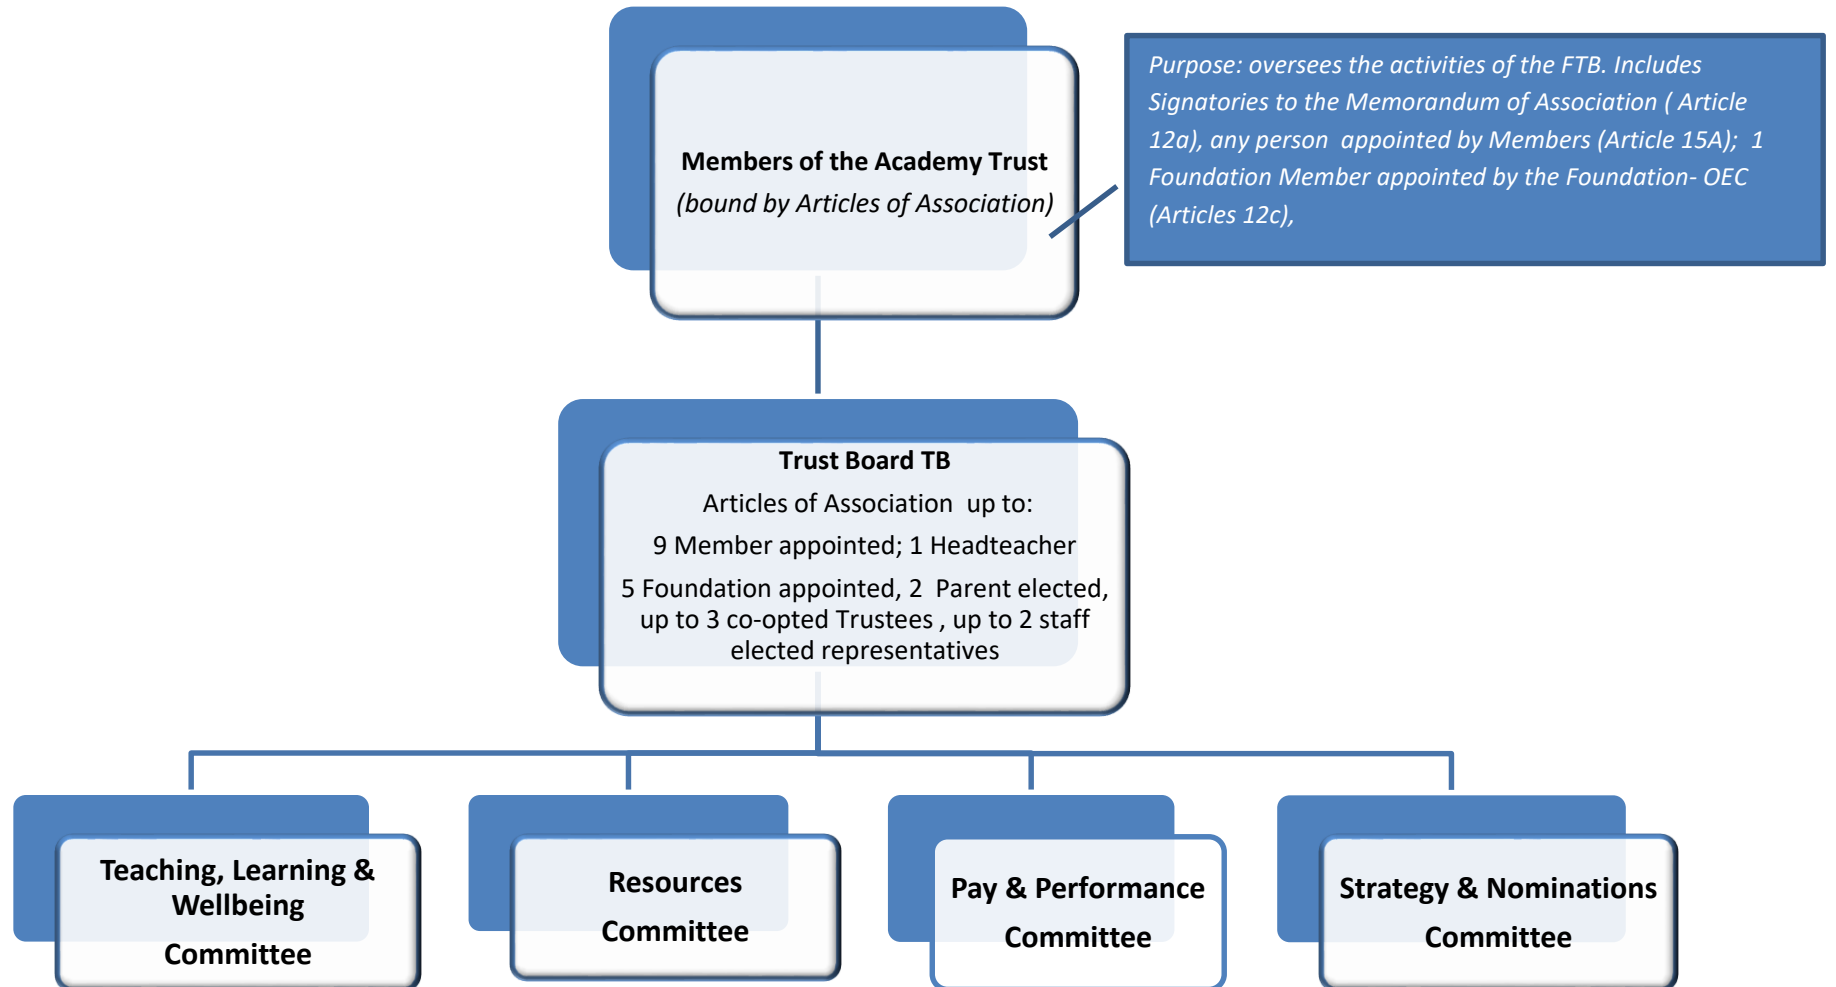 Members of the Academy Trust
(bound by Articles of Association)
Purpose: oversees the activities of the FTB. Includes
Signatories to the Memorandum of Association ( Article
12a), any person  appointed by Members (Article 15A);  1
Foundation Member appointed by the Foundation- OEC
(Articles 12c),
Trust Board TB
Articles of Association  up to:
9 Member appointed; 1 Headteacher
5 Foundation appointed, 2  Parent elected,
up to 3 co-opted Trustees , up to 2 staff
elected representatives
Teaching, Learning &
Wellbeing
Committee
Resources
Committee
Pay & Performance
Committee
Strategy & Nominations
Committee